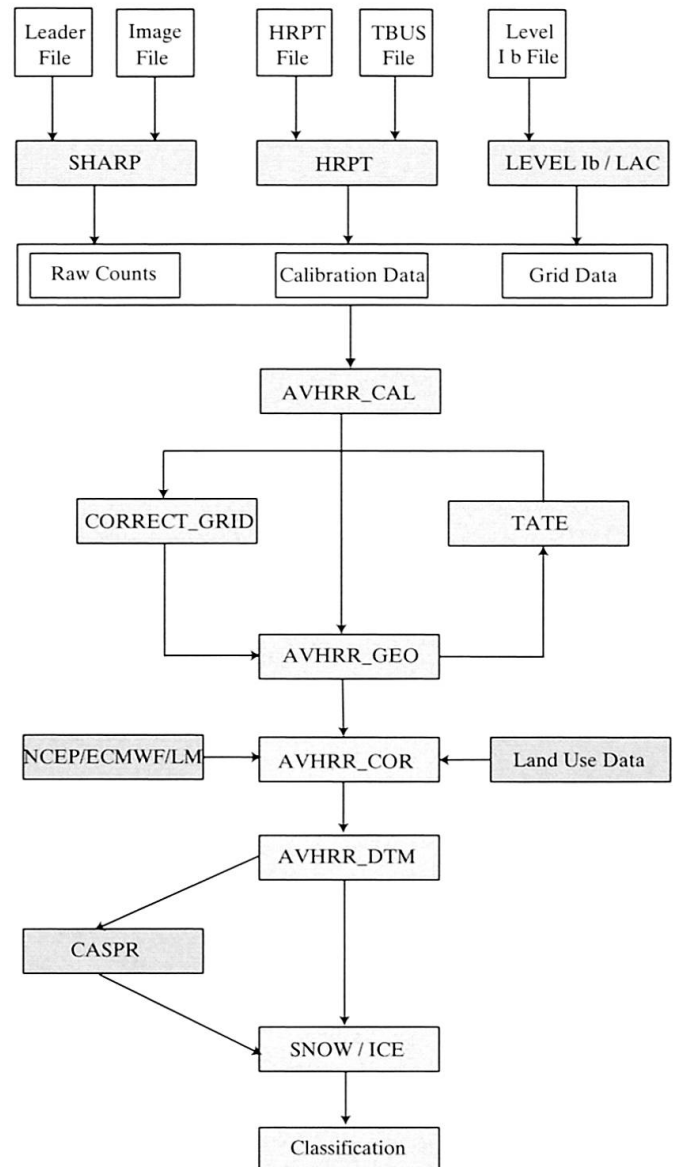 Leader
File
Image
File
HRPT
File
TBUS
File
Level
I b File
SHARP
HRPT
LEVEL Ib / LAC
Raw Counts
Calibration Data
Grid Data
AVHRR_CAL
CORRECT_GRID
TATE
AVHRR_GEO
NCEP/ECMWF/LM
AVHRR_COR
Land Use Data
AVHRR_DTM
CASPR
SNOW / ICE
Classification